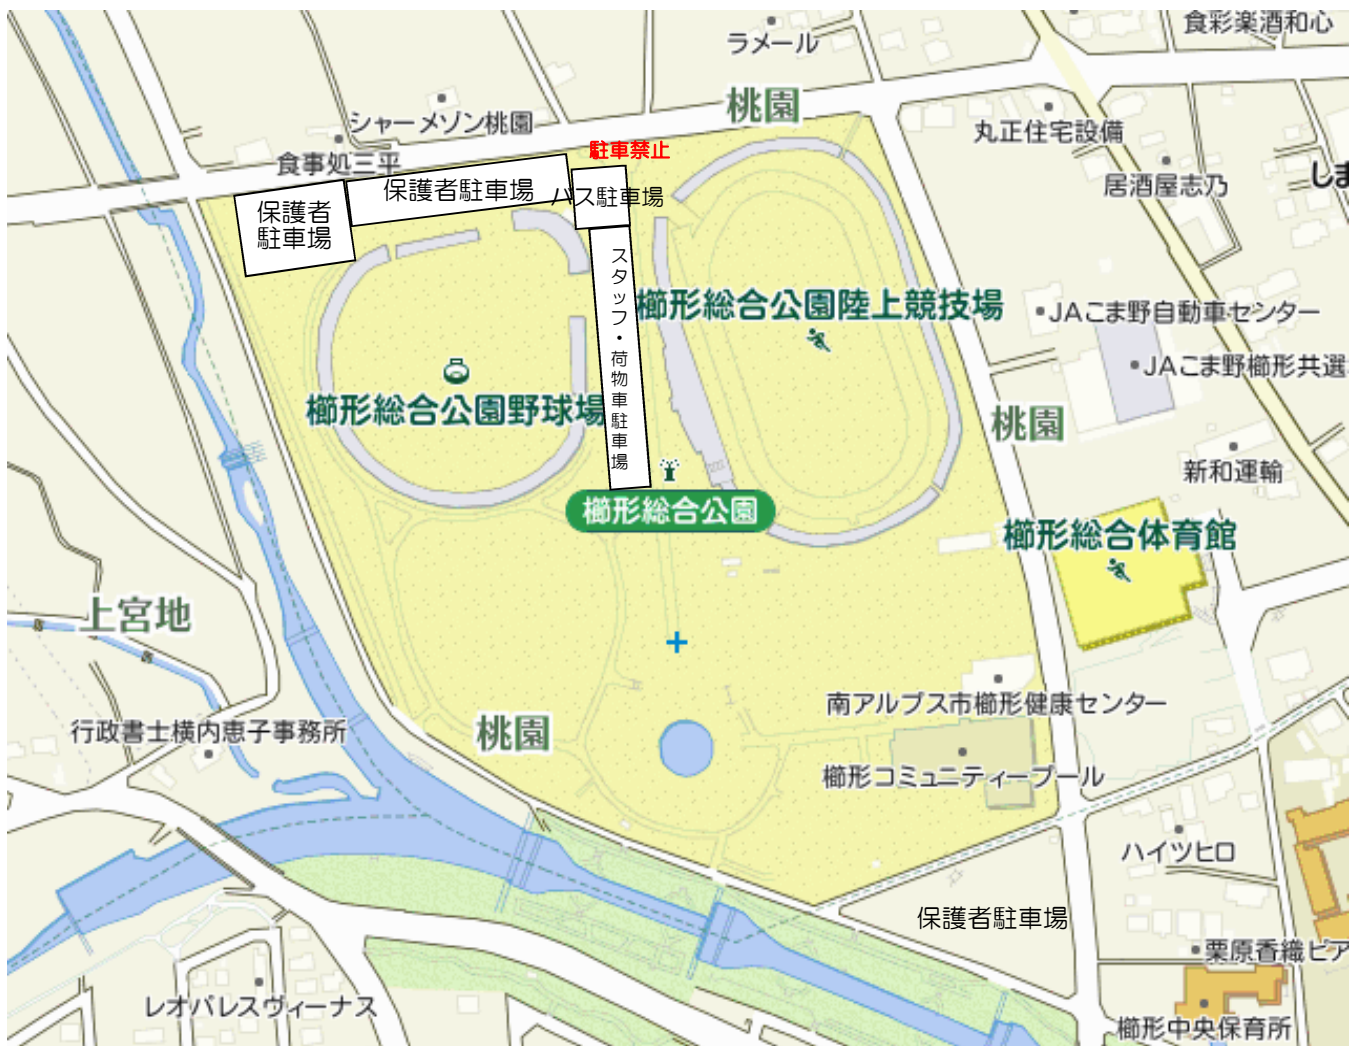 食彩楽酒和心
ラメール
桃園
シャーメゾン桃園
丸正住宅設備
駐車禁止
食事処三平
居酒屋志乃
保護者駐車場
バス駐車場
保護者
駐車場
スタッフ・荷物車駐車場
櫛形総合公園陸上競技場
JAこま野自動車センター
JAこま野櫛形共選
櫛形総合公園野球場
桃園
新和運輸
櫛形総合公園
櫛形総合体育館
上宮地
南アルプス市櫛形健康センター
行政書士横内恵子事務所
桃園
櫛形コミュニティープール
ハイツヒロ
保護者駐車場
栗原香織ピア
レオパレスヴィーナス
櫛形中央保育所